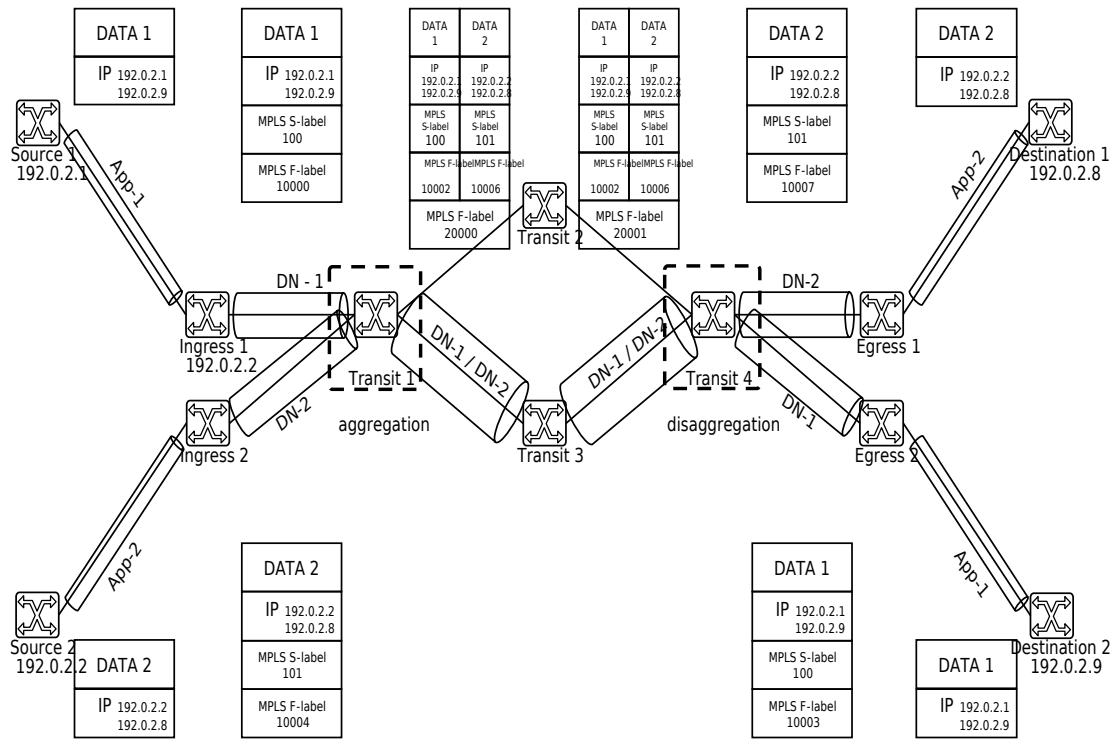 DATA 1
IP 192.0.2.1
192.0.2.9
DATA 1
IP 192.0.2.1
192.0.2.9
MPLS S-label
100
MPLS F-label
10000
DATA
1
IP
192.0.2.1
192.0.2.9
MPLS
S-label
100
MPLS F-label
10002
DATA
2
IP
192.0.2.2
192.0.2.8
MPLS
S-label
101
MPLS F-label
10006
MPLS F-label
20000
DATA
1
IP
192.0.2.1
192.0.2.9
MPLS
S-label
100
MPLS F-label
10002
DATA
2
IP
192.0.2.2
192.0.2.8
MPLS
S-label
101
MPLS F-label
10006
MPLS F-label
20001
DATA 2
IP 192.0.2.2
192.0.2.8
MPLS S-label
101
MPLS F-label
10007
DATA 2
IP 192.0.2.2
192.0.2.8
Source 1
192.0.2.1
App-1
Transit 2
App-2
Destination 1
192.0.2.8
DN - 1
DN-2
Ingress 1
192.0.2.2
Transit 1
DN-1 / DN-2
DN-1 / DN-2
Transit 4
Egress 1
DN-2
aggregation
disaggregation
DN-1
Ingress 2
Transit 3
Egress 2
App-2
App-1
Source 2
192.0.2.2
Destination 2
192.0.2.9
DATA 2
IP 192.0.2.2
192.0.2.8
DATA 2
IP 192.0.2.2
192.0.2.8
MPLS S-label
101
MPLS F-label
10004
DATA 1
IP 192.0.2.1
192.0.2.9
MPLS S-label
100
MPLS F-label
10003
DATA 1
IP 192.0.2.1
192.0.2.9